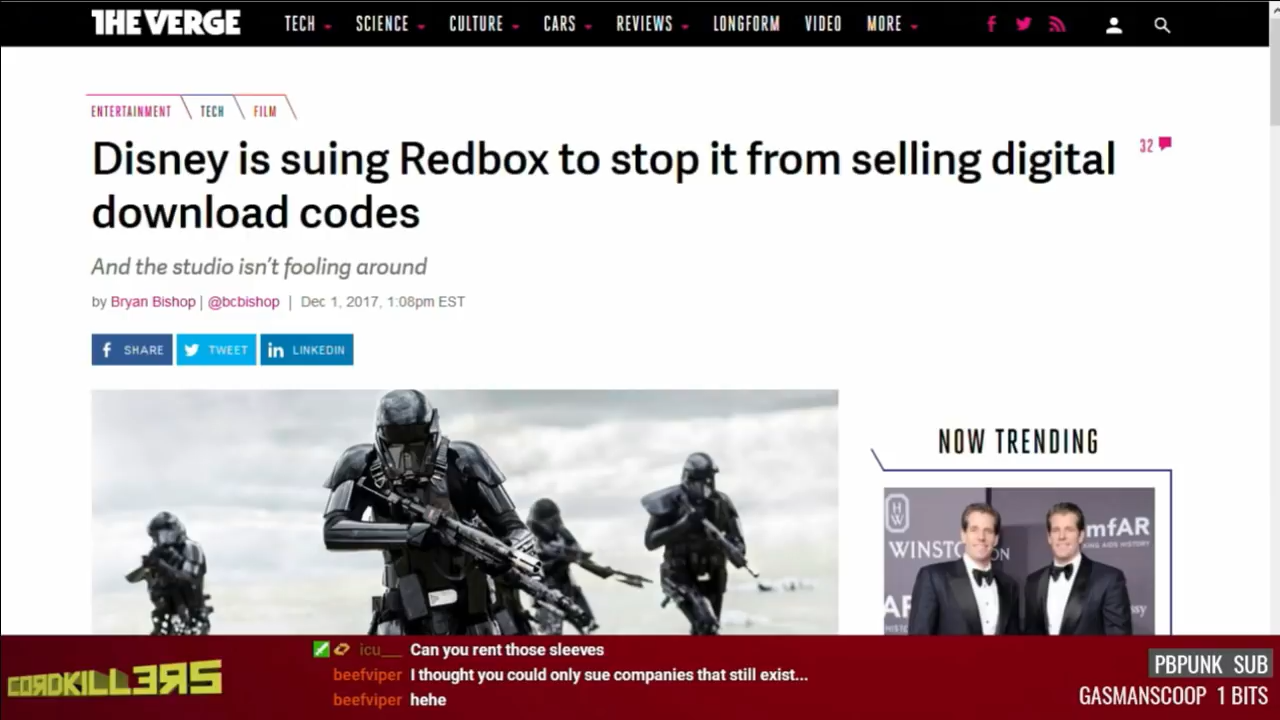 THE VERGE TECH SCIENCE CULTURE CARS REVIEWS LONGFORM VIDEO MORE
ENTERTAINMENT TECH FILM
Disney is suing Redbox to stop it from selling digital
download codes
32
And the studio isn't fooling around
by Bryan Bishop | @bcbishop | Dec 1, 2017, 1:08pm EST
SHARE TWEET LINKEDIN
NOW TRENDING
HW
WINSTON
amfAR
CORDKILL3RS
icu__ Can you rent those sleeves
beefviper I thought you could only sue companies that still exist...
beefviper hehe
PBPUNK SUB
GASMANSCOOP 1 BITS